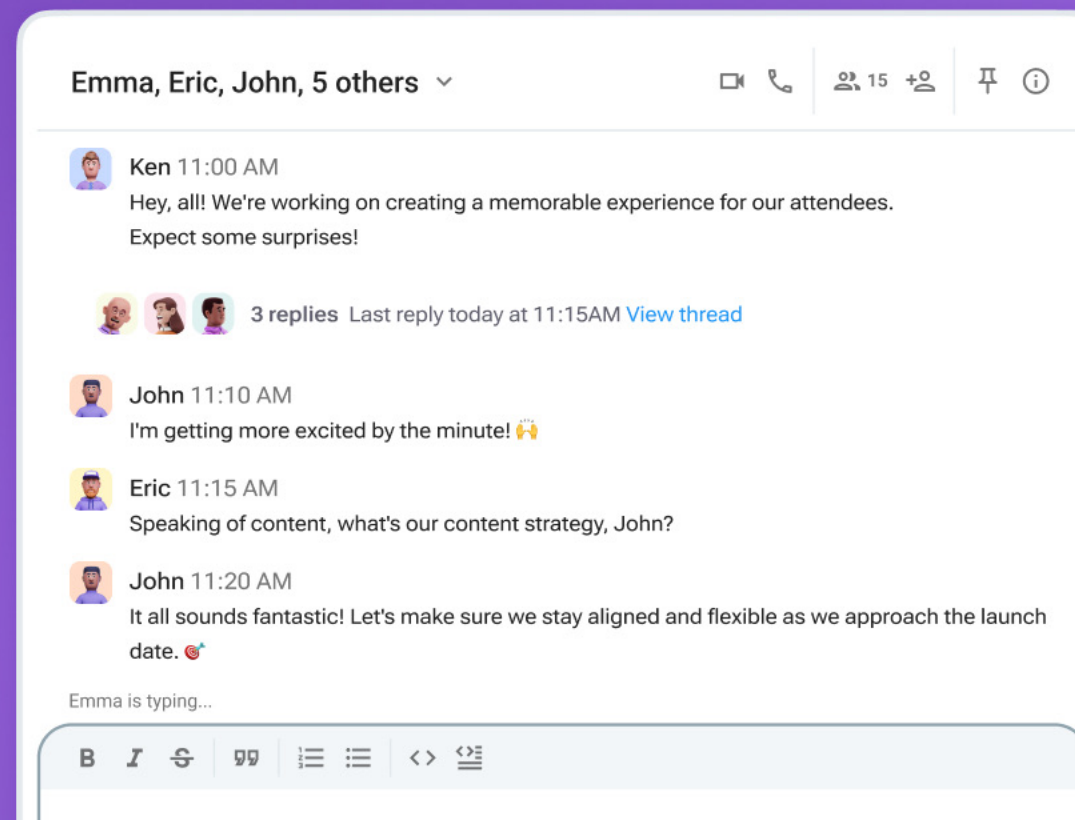 Emma, Eric, John, 5 others
15
Ken 11:00 AM
Hey, all! We're working on creating a memorable experience for our attendees.
Expect some surprises!
3 replies Last reply today at 11:15AM View thread
John 11:10 AM
I'm getting more excited by the minute! 🙌
Eric 11:15 AM
Speaking of content, what's our content strategy, John?
John 11:20 AM
It all sounds fantastic! Let's make sure we stay aligned and flexible as we approach the launch
date. 🎯
Emma is typing...
B I S